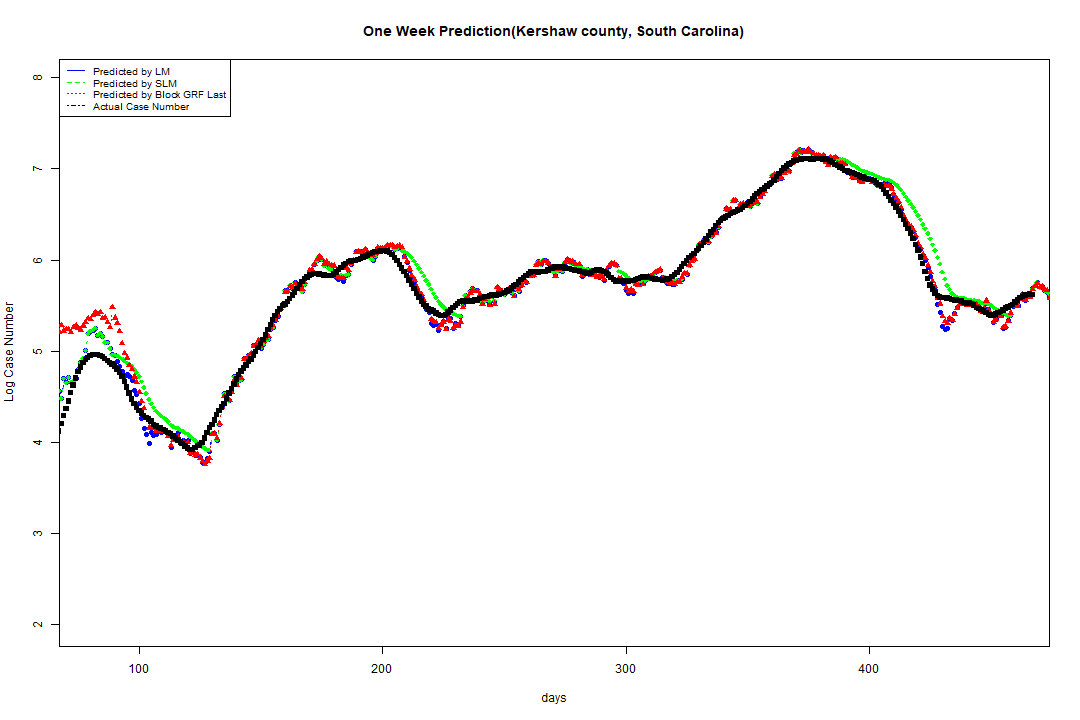 One Week Prediction(Kershaw county, South Carolina)
Predicted by LM
Predicted by SLM
Predicted by Block GRF Last
Actual Case Number
8
7
6
5
4
3
2
Log Case Number
100 200 300 400
days